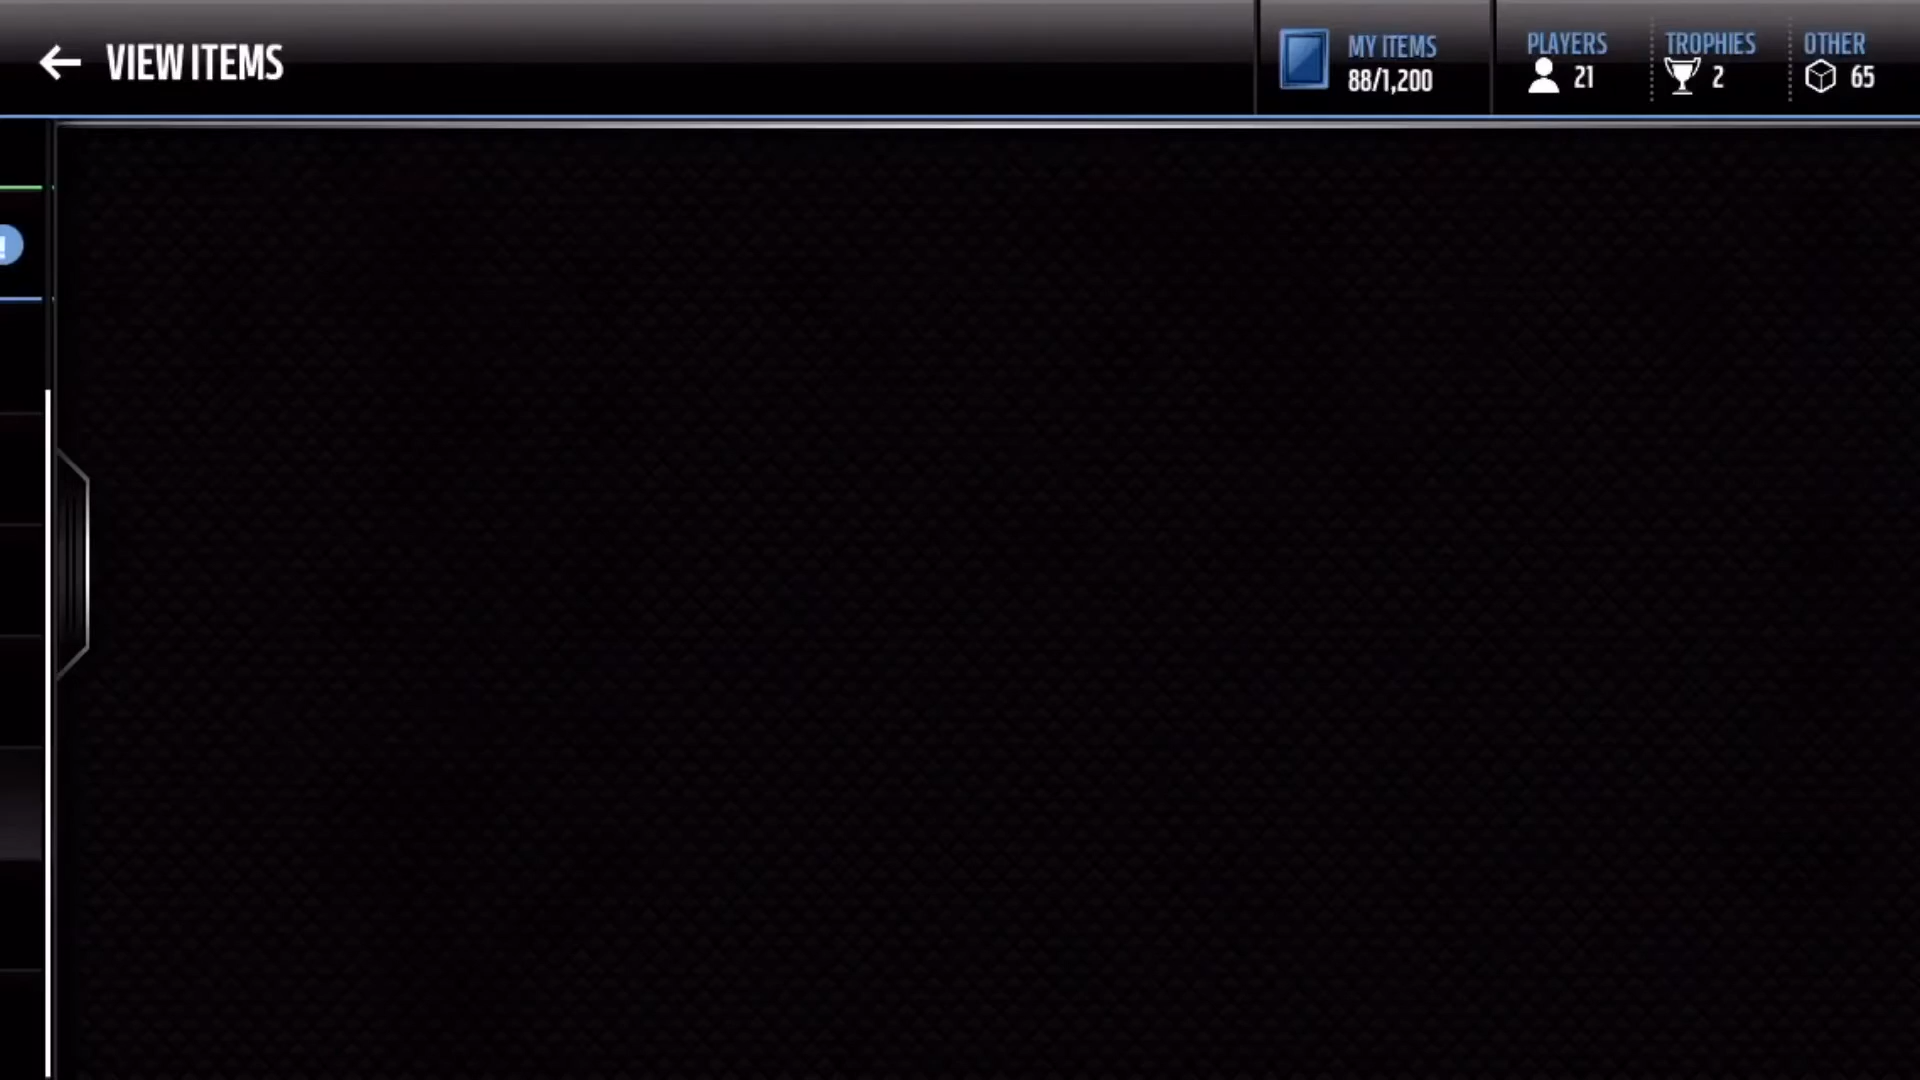 VIEW ITEMS
MY ITEMS
88/1,200
PLAYERS
21
TROPHIES
2
OTHER
65
!